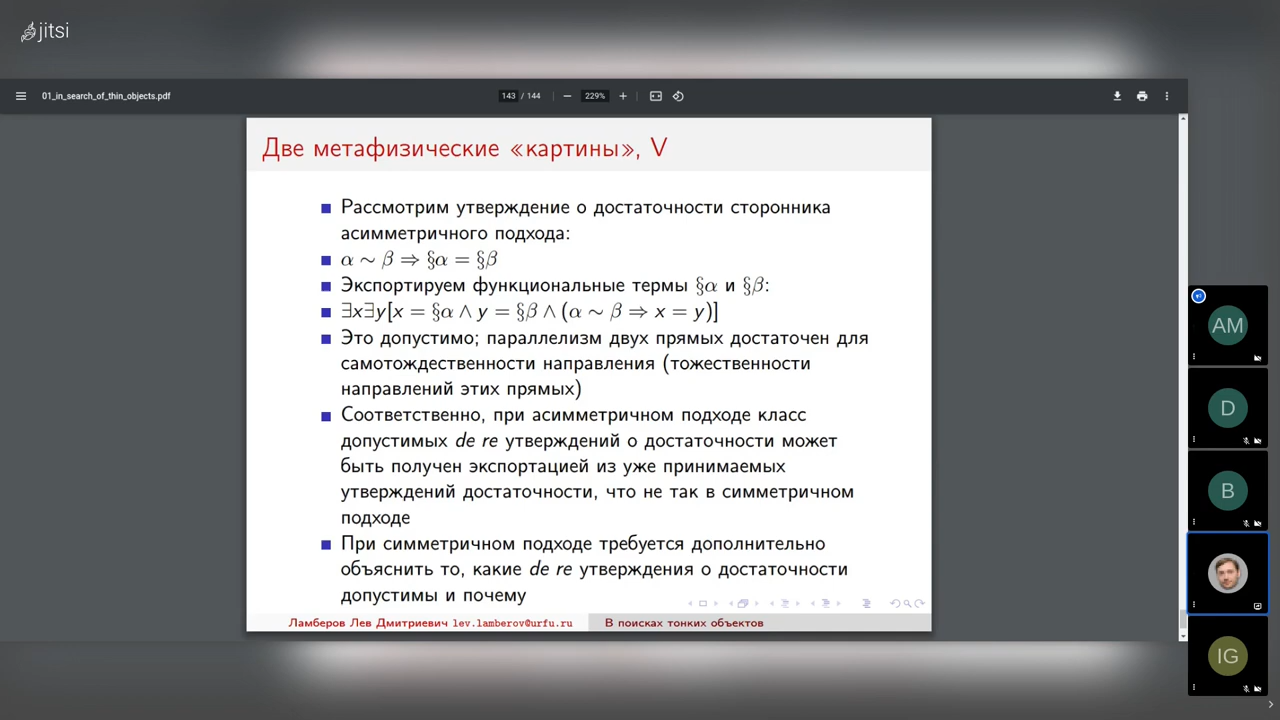 jitsi
01_in_search_of_thin_objects.pdf
143 / 144
229%
Две метафизические «картины», V
Рассмотрим утверждение о достаточности сторонника
асимметричного подхода:
α ∼ β ⇒ §α = §β
Экспортируем функциональные термы §α и §β:
∃x∃y[x = §α ∧ y = §β ∧ (α ∼ β ⇒ x = y)]
Это допустимо; параллелизм двух прямых достаточен для
самотождественности направления (тожественности
направлений этих прямых)
Соответственно, при асимметричном подходе класс
допустимых de re утверждений о достаточности может
быть получен экспортацией из уже принимаемых
утверждений достаточности, что не так в симметричном
подходе
При симметричном подходе требуется дополнительно
объяснить то, какие de re утверждения о достаточности
допустимы и почему
Ламберов Лев Дмитриевич lev.lamberov@urfu.ru
В поисках тонких объектов
AM
D
B
IG